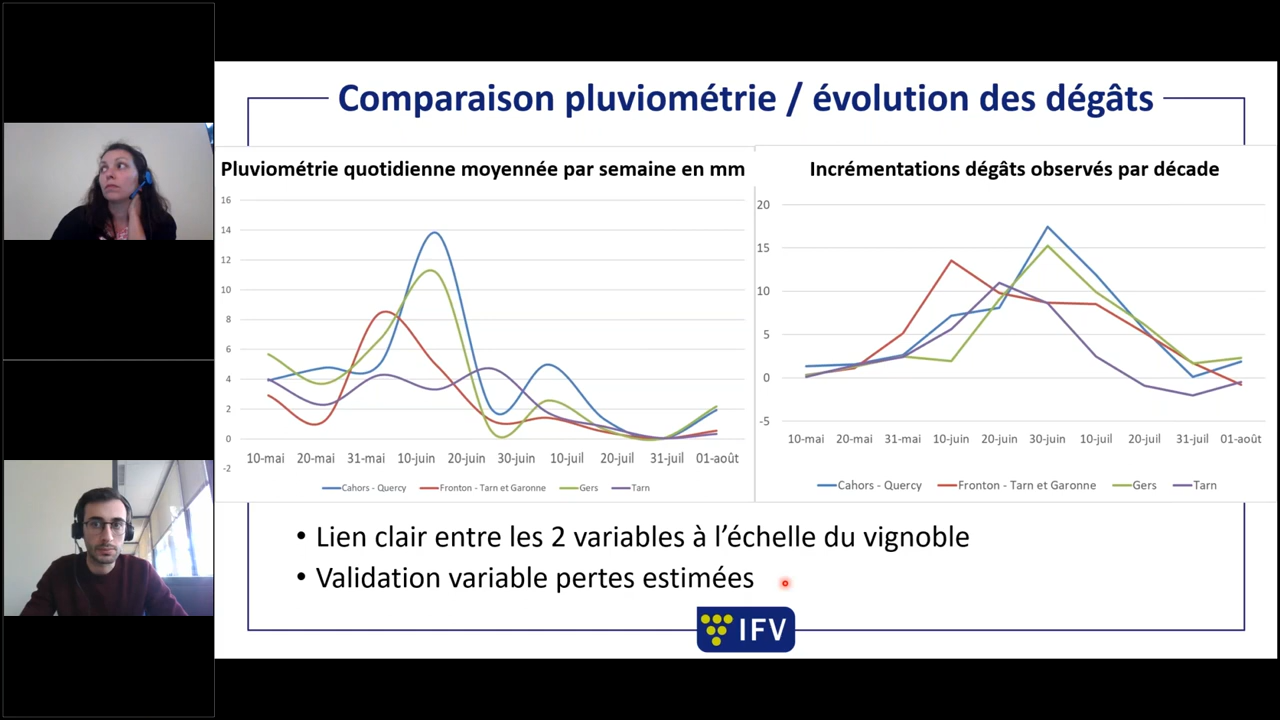 Comparaison pluviométrie / évolution des dégâts
Pluviométrie quotidienne moyennée par semaine en mm
16
14
12
10
8
6
4
2
0
-2
10-mai 20-mai 31-mai 10-juin 20-juin 30-juin 10-juil 20-juil 31-juil 01-août
Cahors - Quercy Fronton - Tarn et Garonne Gers Tarn
Incrémentations dégâts observés par décade
20
15
10
5
0
-5
10-mai 20-mai 31-mai 10-juin 20-juin 30-juin 10-juil 20-juil 31-juil 01-août
Cahors - Quercy Fronton - Tarn et Garonne Gers Tarn
• Lien clair entre les 2 variables à l’échelle du vignoble
• Validation variable pertes estimées
IFV